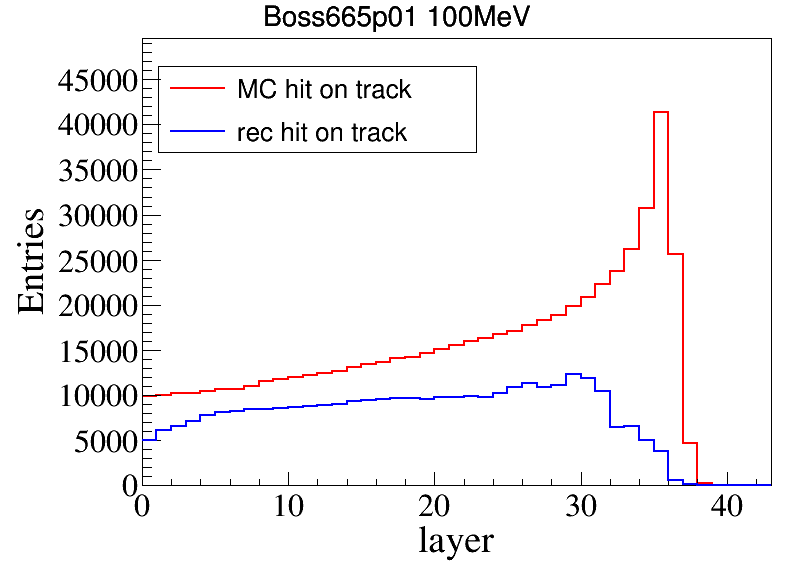 Boss665p01 100MeV
45000
40000
35000
30000
25000
20000
15000
10000
5000
0
MC hit on track
rec hit on track
Entries
0 10 20 30 40
layer